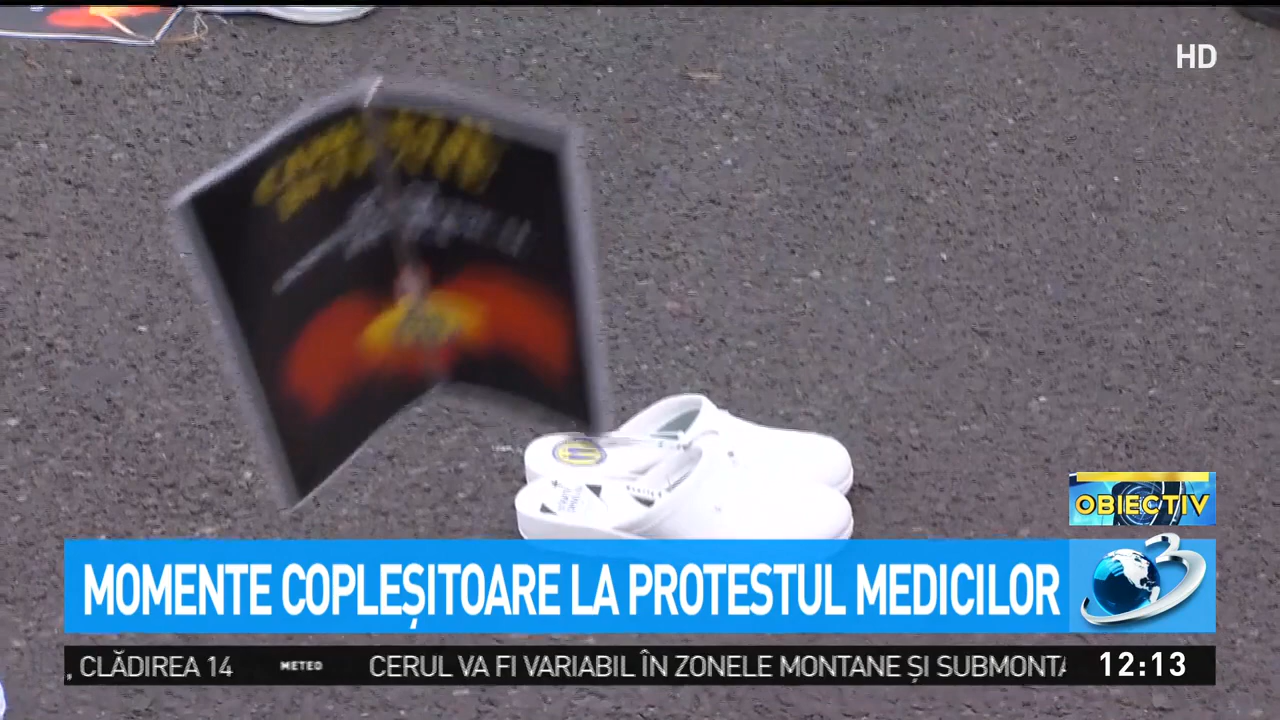 HD
OBIECTIV
MOMENTE COPLEȘITOARE LA PROTESTUL MEDICILOR
3
, CLĂDIREA 14 METEO CERUL VA FI VARIABIL ÎN ZONELE MONTANE ȘI SUBMONTA 12:13